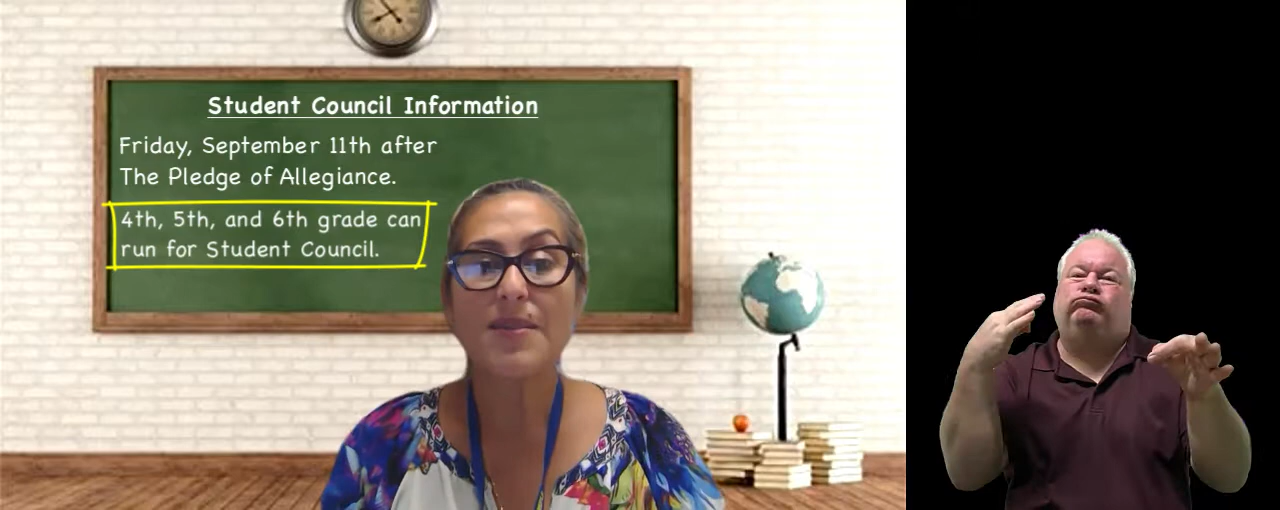 Student Council Information
Friday, September 11th after
The Pledge of Allegiance.
4th, 5th, and 6th grade can
run for Student Council.